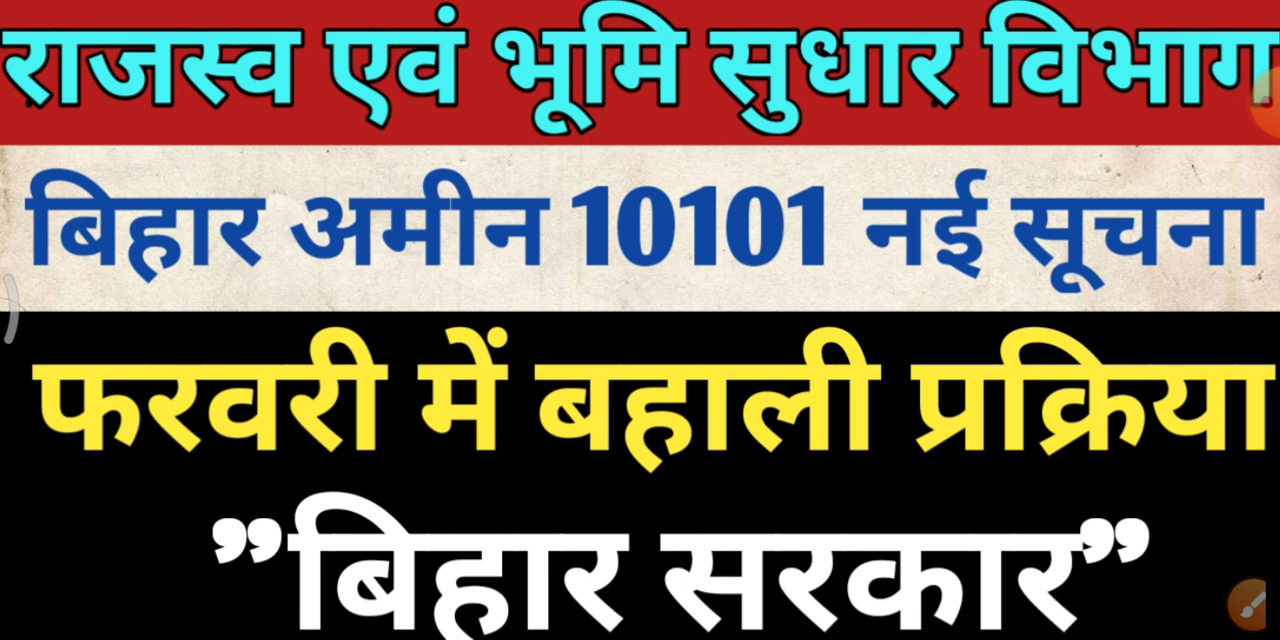 राजस्व एवं भूमि सुधार विभाग
बिहार अमीन 10101 नई सूचना
फरवरी में बहाली प्रक्रिया
”बिहार सरकार”